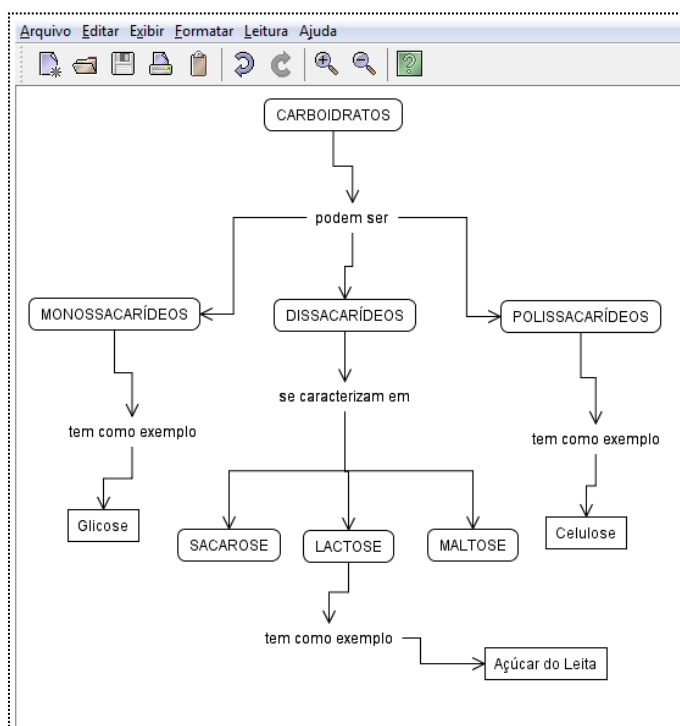 Arquivo Editar Exibir Formatar Leitura Ajuda
CARBOIDRATOS
podem ser
MONOSSACARÍDEOS
DISSACARÍDEOS
POLISSACARÍDEOS
se caracterizam em
tem como exemplo
tem como exemplo
Glicose
SACAROSE
LACTOSE
MALTOSE
Celulose
tem como exemplo
Açúcar do Leita